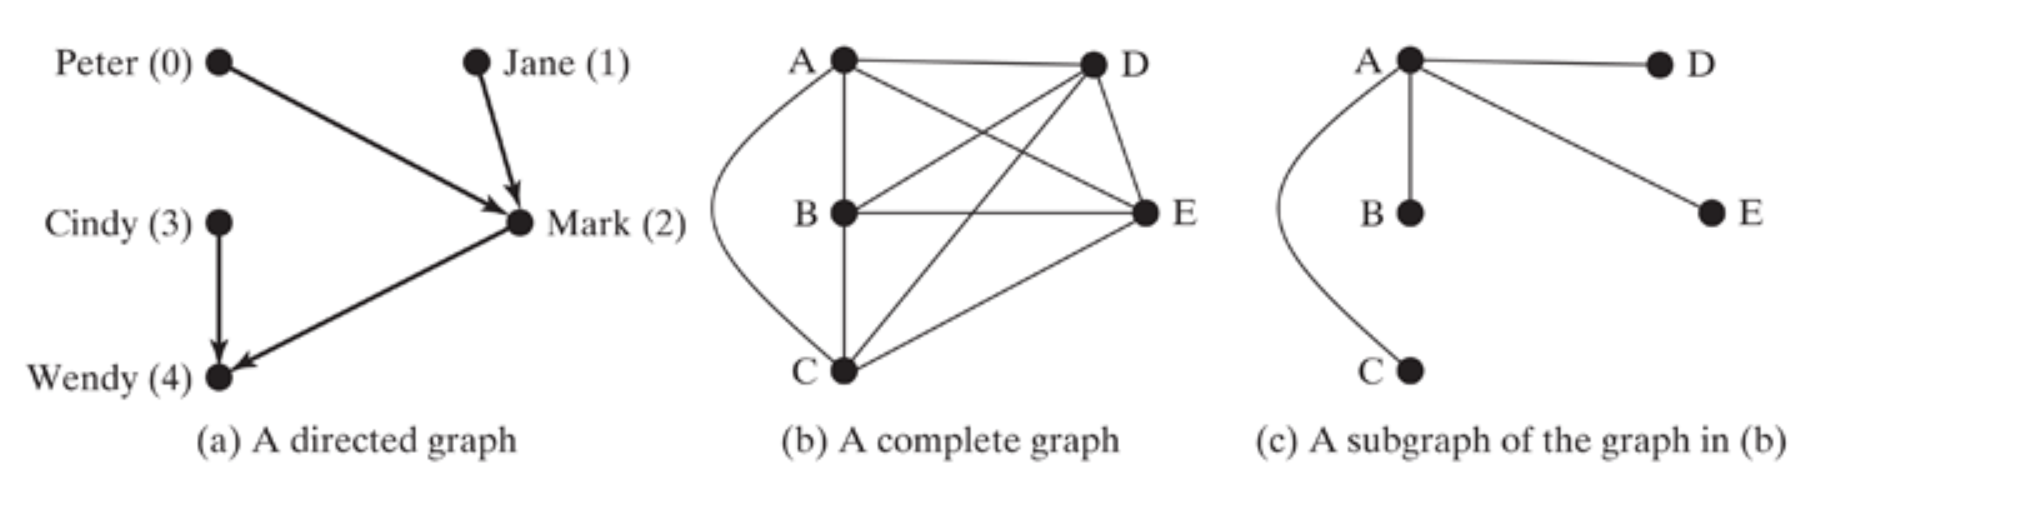 Peter (0)
Jane (1)
Cindy (3)
Mark (2)
Wendy (4)
(a) A directed graph
A
D
B
E
C
(b) A complete graph
A
D
B
E
C
(c) A subgraph of the graph in (b)